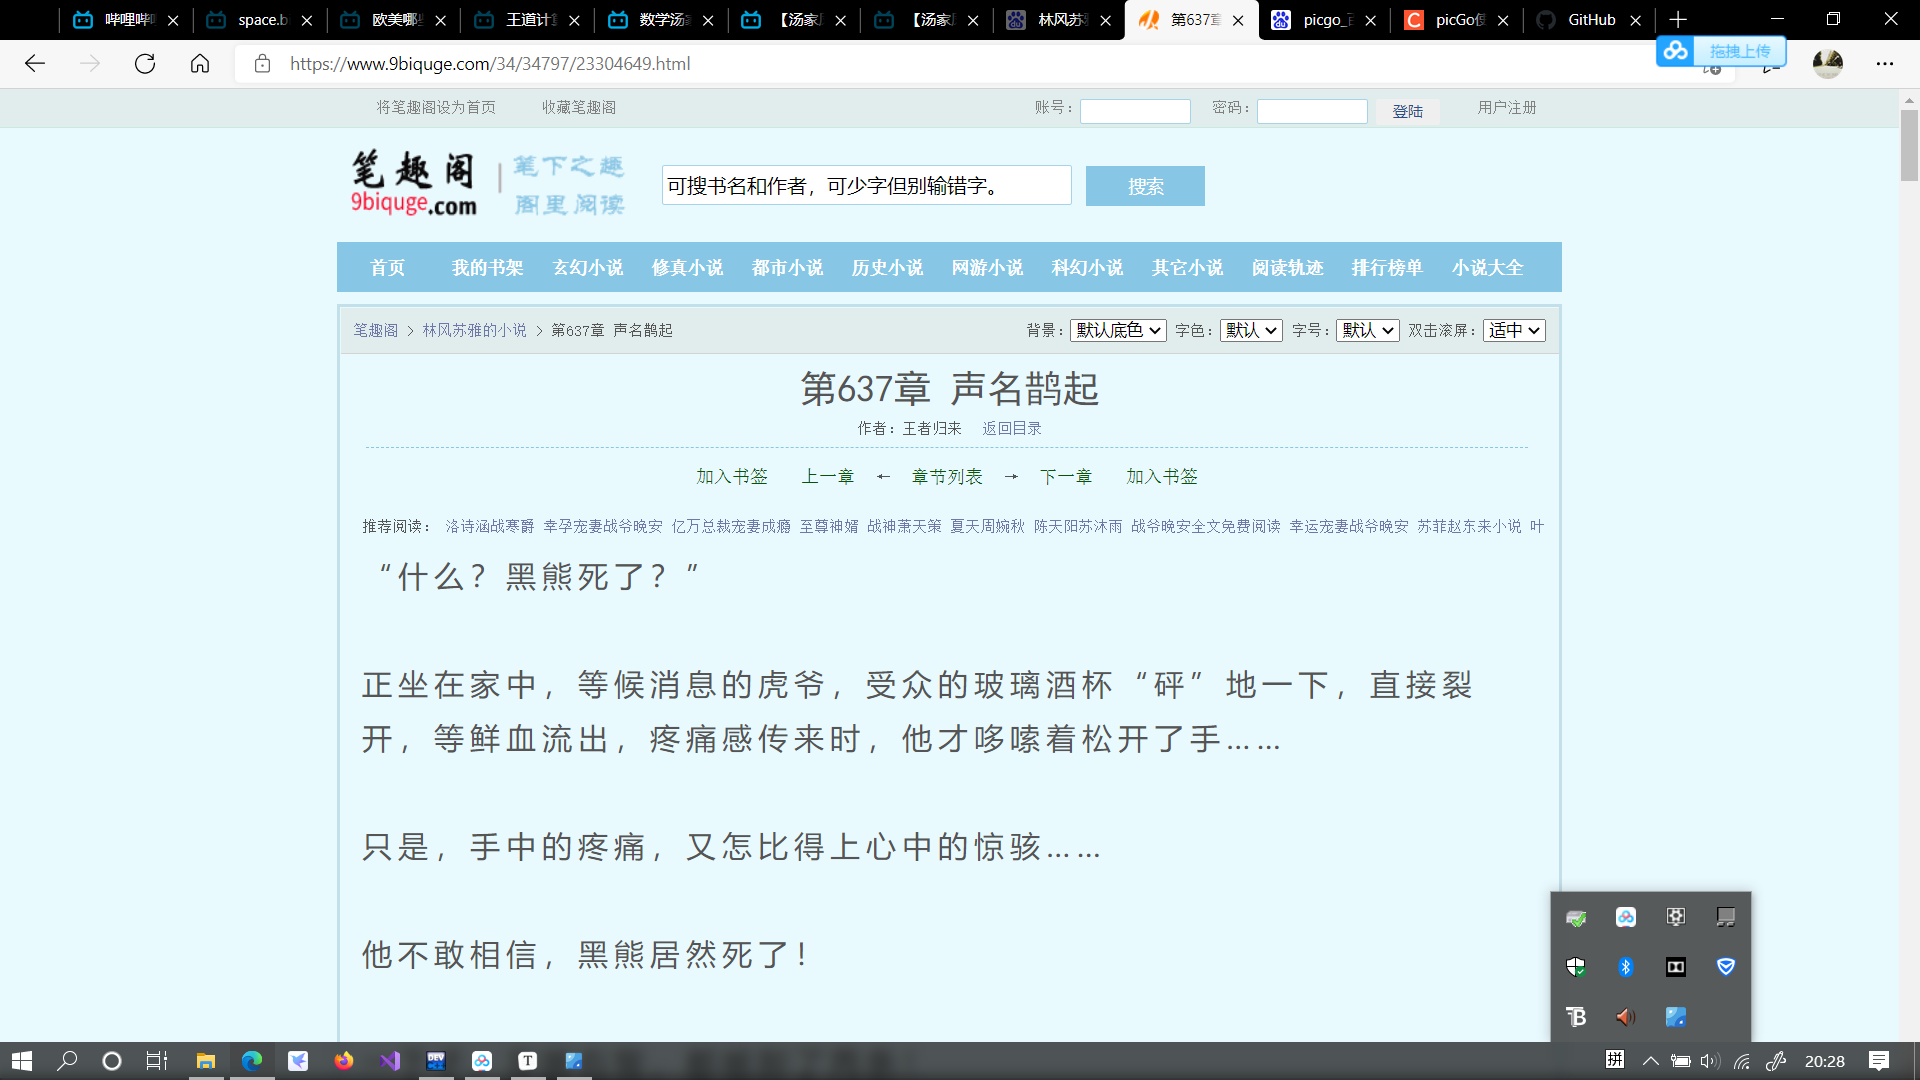 哔哩哔哩
space.b
欧美哪
王道计算
数学汤
【汤家
【汤家
林风苏
第637章
picgo_百
picGo使
GitHub
拖拽上传
https://www.9biquge.com/34/34797/23304649.html
将笔趣阁设为首页 收藏笔趣阁 账号： 密码： 登陆 用户注册
笔趣阁
9biquge.com
笔下之趣
阁里阅读
可搜书名和作者，可少字但别输错字。 搜索
首页 我的书架 玄幻小说 修真小说 都市小说 历史小说 网游小说 科幻小说 其它小说 阅读轨迹 排行榜单 小说大全
笔趣阁 > 林风苏雅的小说 > 第637章 声名鹊起 背景： 默认底色 字色： 默认 字号： 默认 双击滚屏： 适中
第637章 声名鹊起
作者：王者归来 返回目录
加入书签 上一章 ← 章节列表 → 下一章 加入书签
推荐阅读： 洛诗涵战寒爵 幸孕宠妻战爷晚安 亿万总裁宠妻成瘾 至尊神婿 战神萧天策 夏天周婉秋 陈天阳苏沐雨 战爷晚安全文免费阅读 幸运宠妻战爷晚安 苏菲赵东来小说 叶
“什么？黑熊死了？”
正坐在家中，等候消息的虎爷，受众的玻璃酒杯“砰”地一下，直接裂
开，等鲜血流出，疼痛感传来时，他才哆嗦着松开了手……
只是，手中的疼痛，又怎比得上心中的惊骇……
他不敢相信，黑熊居然死了！
DEV
T
拼
20:28